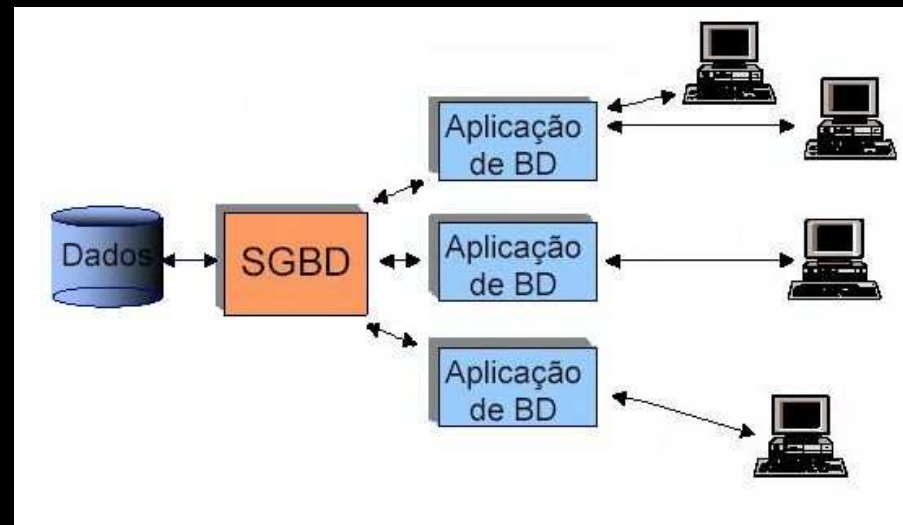 Dados
SGBD
Aplicação
de BD
Aplicação
de BD
Aplicação
de BD